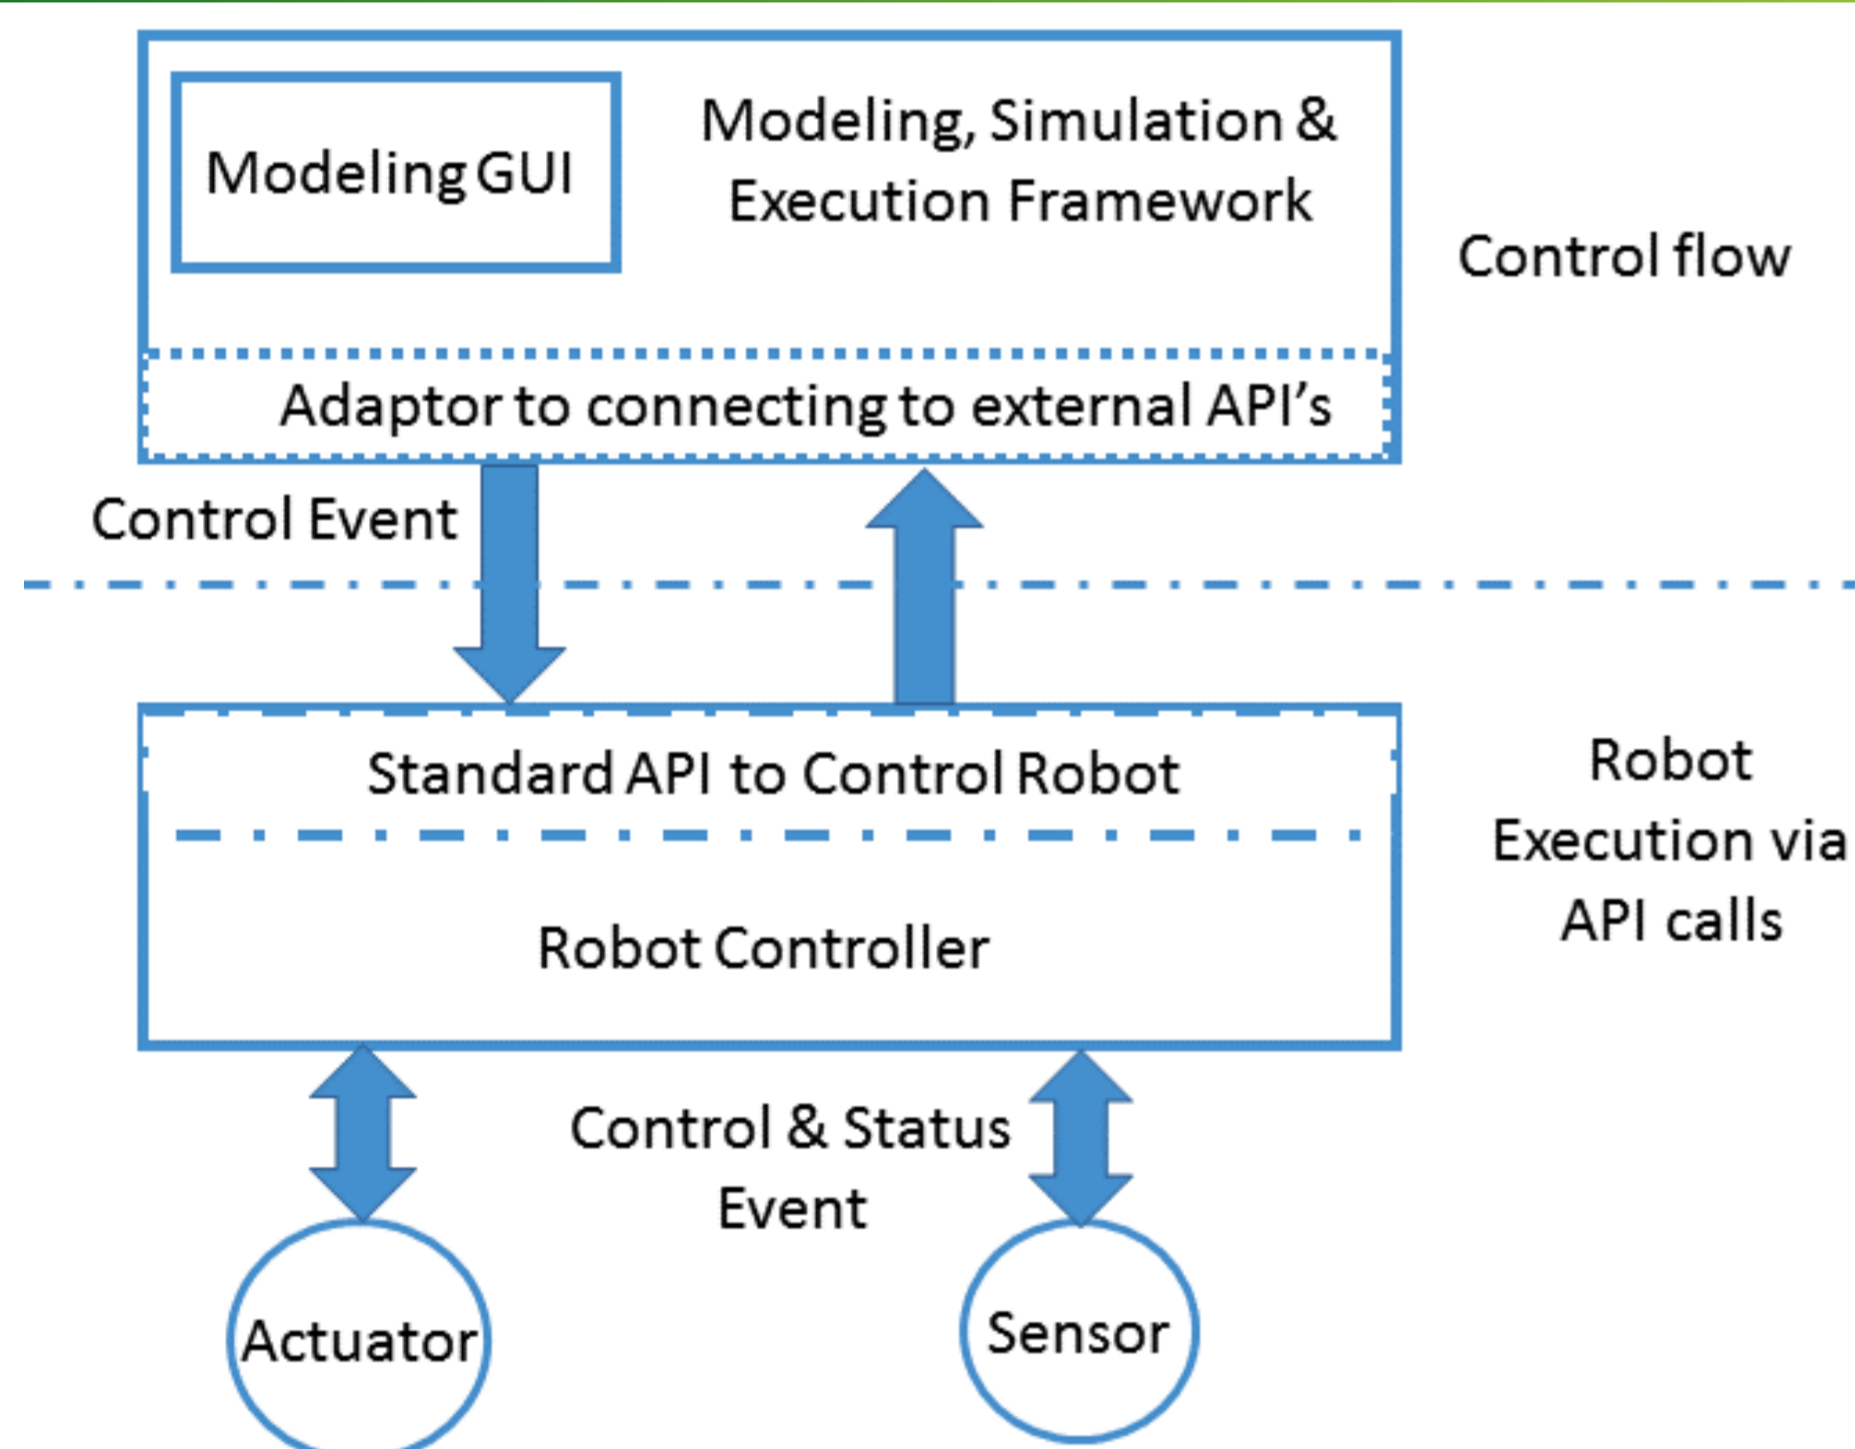 Modeling GUI
Modeling, Simulation &
Execution Framework
Control flow
Adaptor to connecting to external API’s
Control Event
Standard API to Control Robot
Robot Controller
Robot
Execution via
API calls
Control & Status
Event
Actuator
Sensor